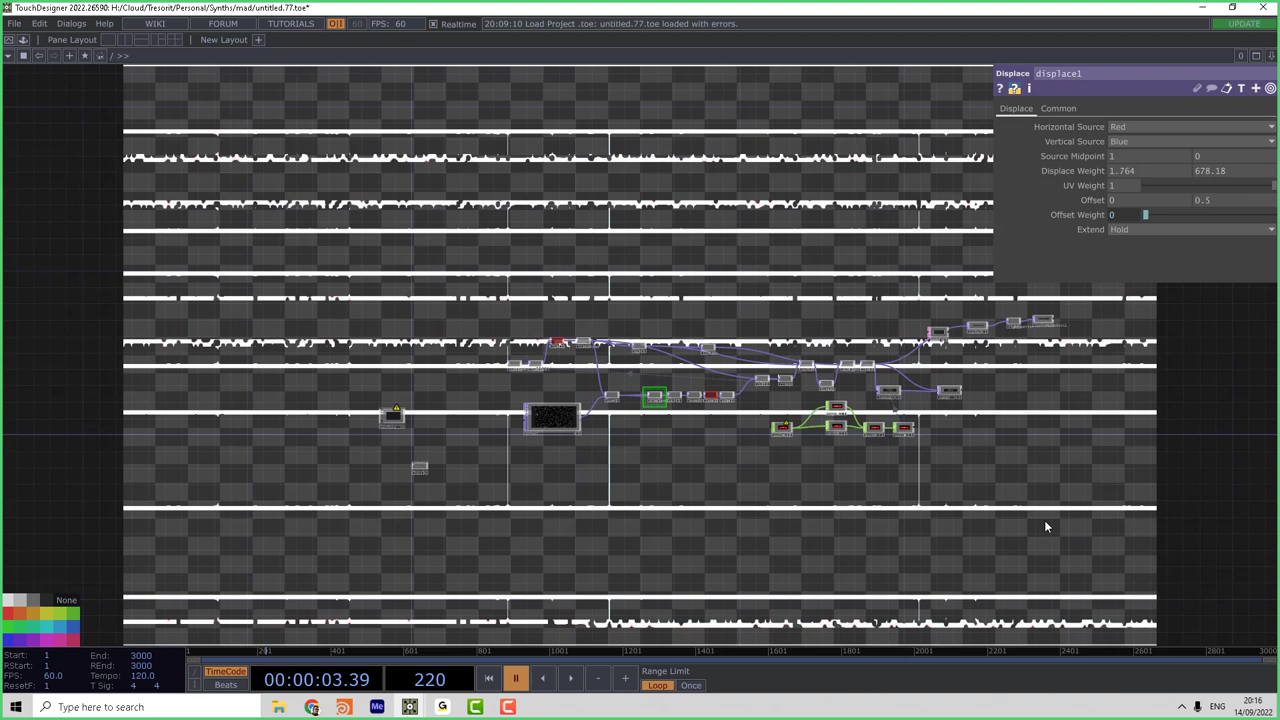 TouchDesigner 2022.26590: H:/Cloud/Tresorit/Personal/Synths/mad/untitled.77.toe*
File Edit Dialogs Help WIKI FORUM TUTORIALS O|I FPS: 60 Realtime 20:09:10 Load Project .toe: untitled.77.toe loaded with errors. UPDATE
Pane Layout New Layout +
/ >> 0
Displace displace1
? i T
Displace Common
Horizontal Source Red
Vertical Source Blue
Source Midpoint 1 0
Displace Weight 1.764 678.18
UV Weight 1
Offset 0 0.5
Offset Weight 0
Extend Hold
None
Start: 1 End: 3000
RStart: 1 REnd: 3000
FPS: 60.0 Tempo: 120.0
ResetF: 1 T Sig: 4 4
1 201 401 601 801 1001 1201 1401 1601 1801 2001 2201 2401 2601 2801 3000
TimeCode
Beats
00:00:03.39 220
Range Limit
Loop Once
Type here to search
ENG
20:16
14/09/2022